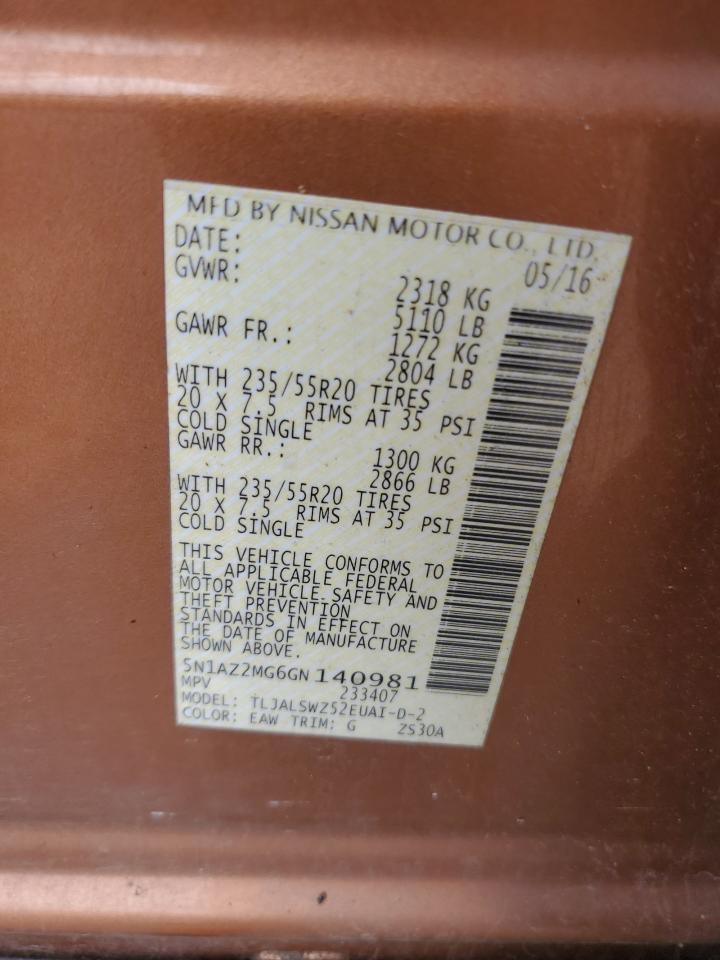 MFD BY NISSAN MOTOR CO., LTD.
DATE: 05/16
GVWR: 2318 KG
5110 LB
GAWR FR.: 1272 KG
2804 LB
WITH 235/55R20 TIRES
20 X 7.5 RIMS AT 35 PSI
COLD SINGLE
GAWR RR.: 1300 KG
2866 LB
WITH 235/55R20 TIRES
20 X 7.5 RIMS AT 35 PSI
COLD SINGLE
THIS VEHICLE CONFORMS TO
ALL APPLICABLE FEDERAL
MOTOR VEHICLE SAFETY AND
THEFT PREVENTION
STANDARDS IN EFFECT ON
THE DATE OF MANUFACTURE
SHOWN ABOVE.
5N1AZ2MG6GN140981
MPV 233407
MODEL: TLJALSWZ52EUAI-D-2
COLOR: EAW TRIM: G ZS30A